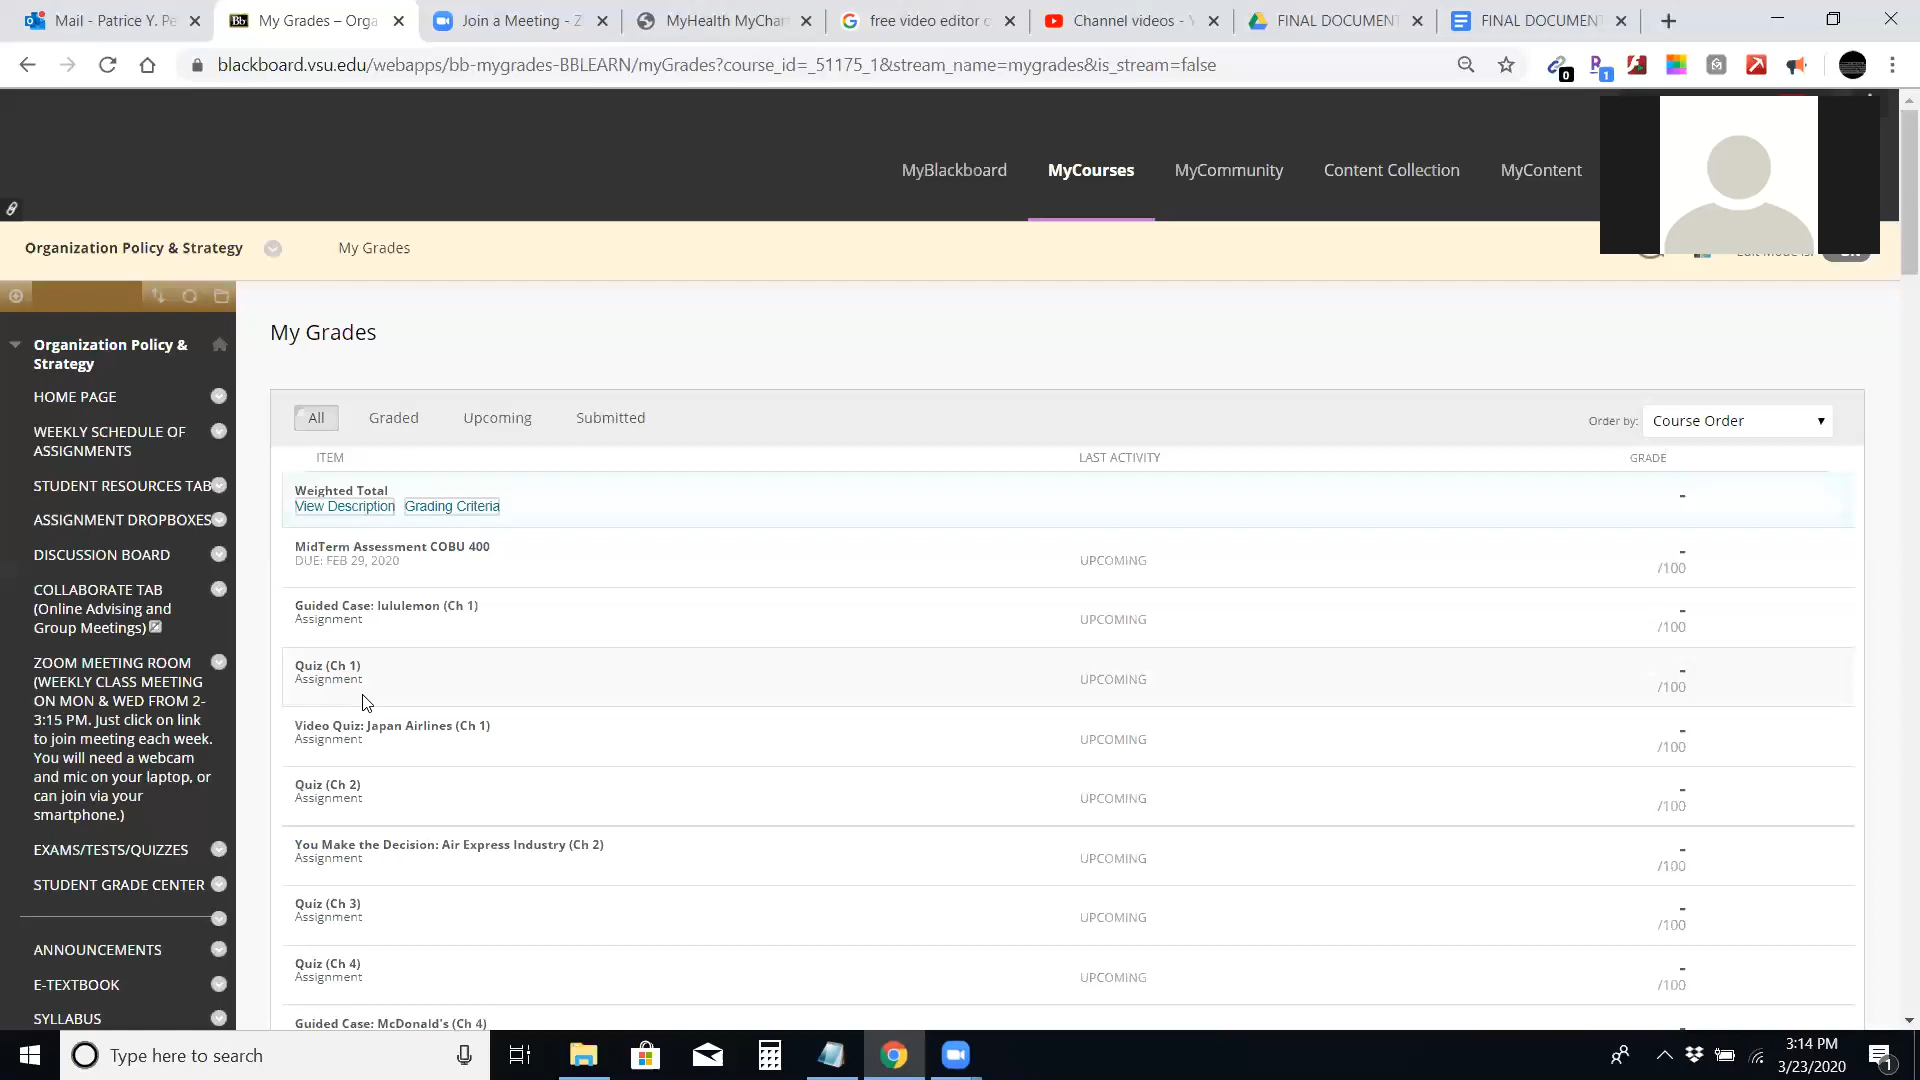 Mail - Patrice Y. Pe
My Grades – Orga
Join a Meeting - Z
MyHealth MyChar
free video editor c
Channel videos - Y
FINAL DOCUMENT
FINAL DOCUMENT
blackboard.vsu.edu/webapps/bb-mygrades-BBLEARN/myGrades?course_id=_51175_1&stream_name=mygrades&is_stream=false
0
1
MyBlackboard
MyCourses
MyCommunity
Content Collection
MyContent
Organization Policy & Strategy
My Grades
Organization Policy &
Strategy
HOME PAGE
WEEKLY SCHEDULE OF
ASSIGNMENTS
STUDENT RESOURCES TAB
ASSIGNMENT DROPBOXES
DISCUSSION BOARD
COLLABORATE TAB
(Online Advising and
Group Meetings)
ZOOM MEETING ROOM
(WEEKLY CLASS MEETING
ON MON & WED FROM 2-
3:15 PM. Just click on link
to join meeting each week.
You will need a webcam
and mic on your laptop, or
can join via your
smartphone.)
EXAMS/TESTS/QUIZZES
STUDENT GRADE CENTER
ANNOUNCEMENTS
E-TEXTBOOK
SYLLABUS
My Grades
All
Graded
Upcoming
Submitted
Order by:
Course Order
ITEM
LAST ACTIVITY
GRADE
Weighted Total
-
View Description
Grading Criteria
MidTerm Assessment COBU 400
DUE: FEB 29, 2020
UPCOMING
-
/100
Guided Case: lululemon (Ch 1)
Assignment
UPCOMING
-
/100
Quiz (Ch 1)
Assignment
UPCOMING
-
/100
Video Quiz: Japan Airlines (Ch 1)
Assignment
UPCOMING
-
/100
Quiz (Ch 2)
Assignment
UPCOMING
-
/100
You Make the Decision: Air Express Industry (Ch 2)
Assignment
UPCOMING
-
/100
Quiz (Ch 3)
Assignment
UPCOMING
-
/100
Quiz (Ch 4)
Assignment
UPCOMING
-
/100
Guided Case: McDonald's (Ch 4)
-
Type here to search
3:14 PM
3/23/2020
1